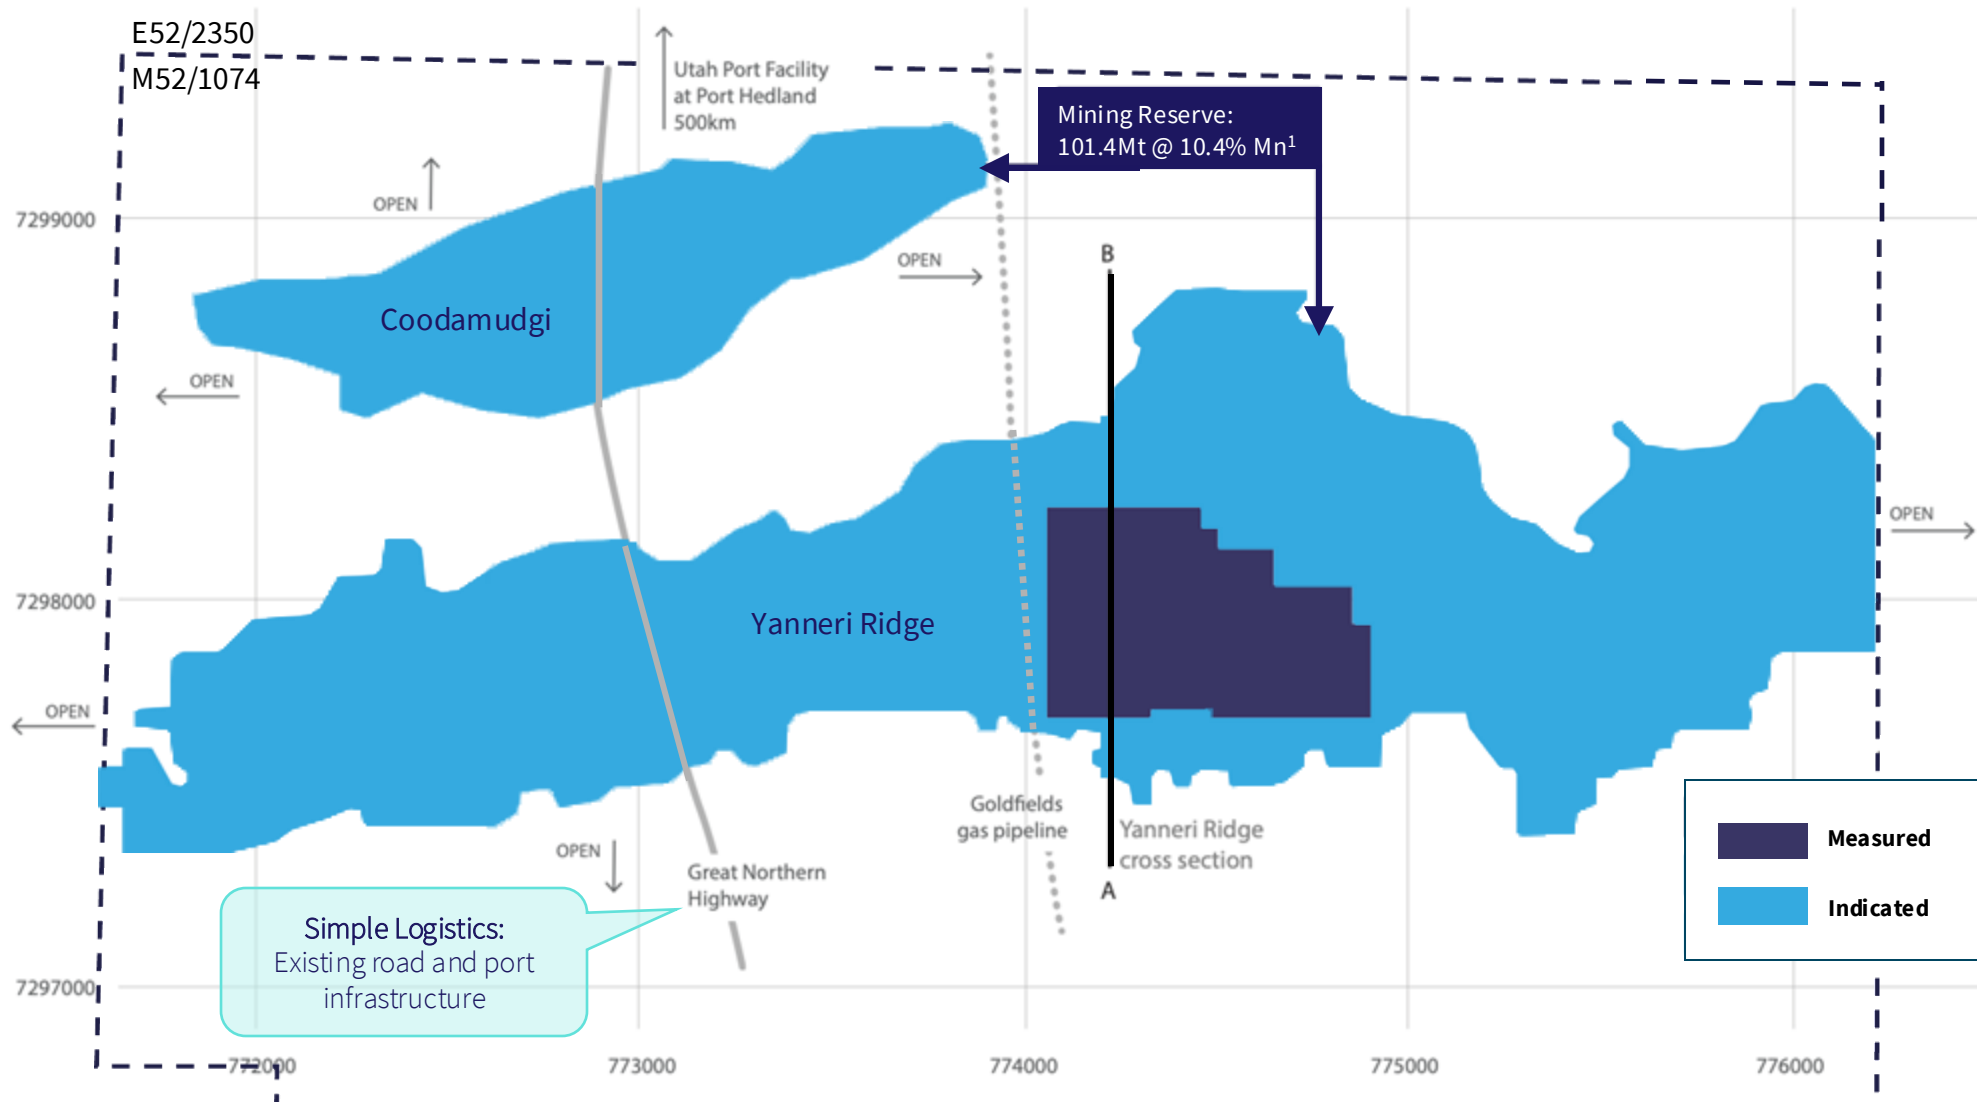 E52/2350
M52/1074
Utah Port Facility
at Port Hedland
500km
Mining Reserve:
101.4Mt @ 10.4% Mn¹
OPEN
7299000
B
OPEN
Coodamudgi
OPEN
OPEN
7298000
Yanneri Ridge
OPEN
Goldfields
gas pipeline
Yanneri Ridge
cross section
Measured
OPEN
Great Northern
Highway
A
Indicated
Simple Logistics:
Existing road and port
infrastructure
7297000
772000
773000
774000
775000
776000